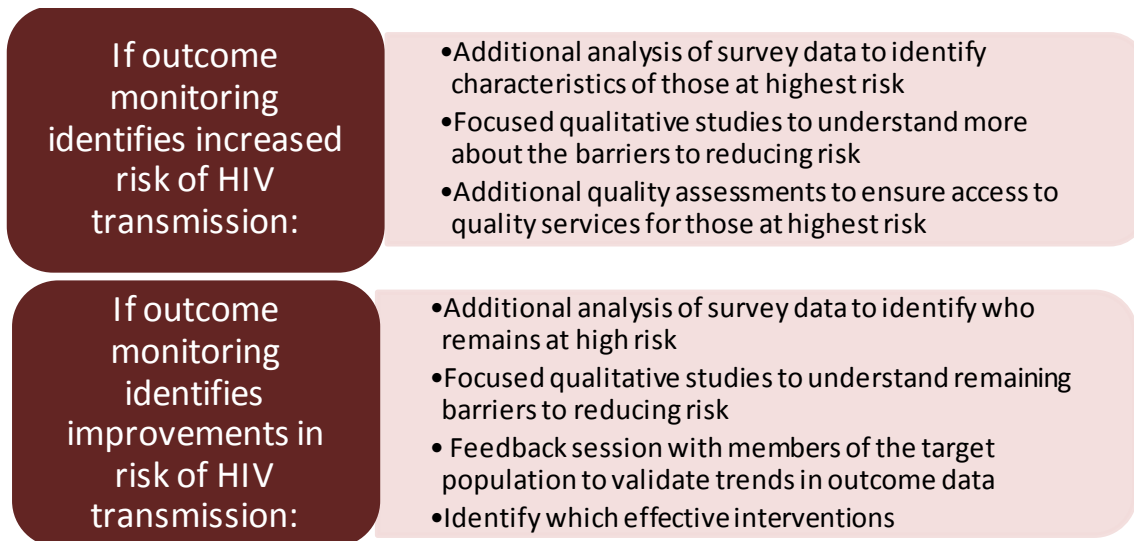 If outcome
monitoring
identifies increased
risk of HIV
transmission:
•Additional analysis of survey data to identify
characteristics of those at highest risk
•Focused qualitative studies to understand more
about the barriers to reducing risk
•Additional quality assessments to ensure access to
quality services for those at highest risk
If outcome
monitoring
identifies
improvements in
risk of HIV
transmission:
•Additional analysis of survey data to identify who
remains at high risk
•Focused qualitative studies to understand remaining
barriers to reducing risk
• Feedback session with members of the target
population to validate trends in outcome data
•Identify which effective interventions